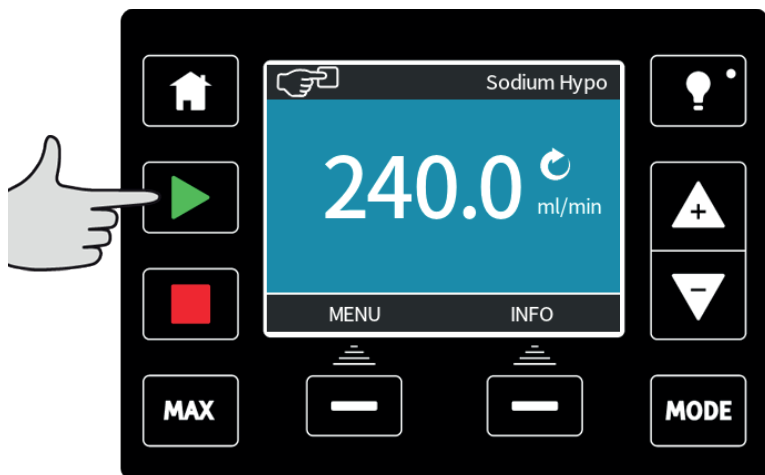 Sodium Hypo
240.0
ml/min
+
MENU
INFO
−
MAX
MODE